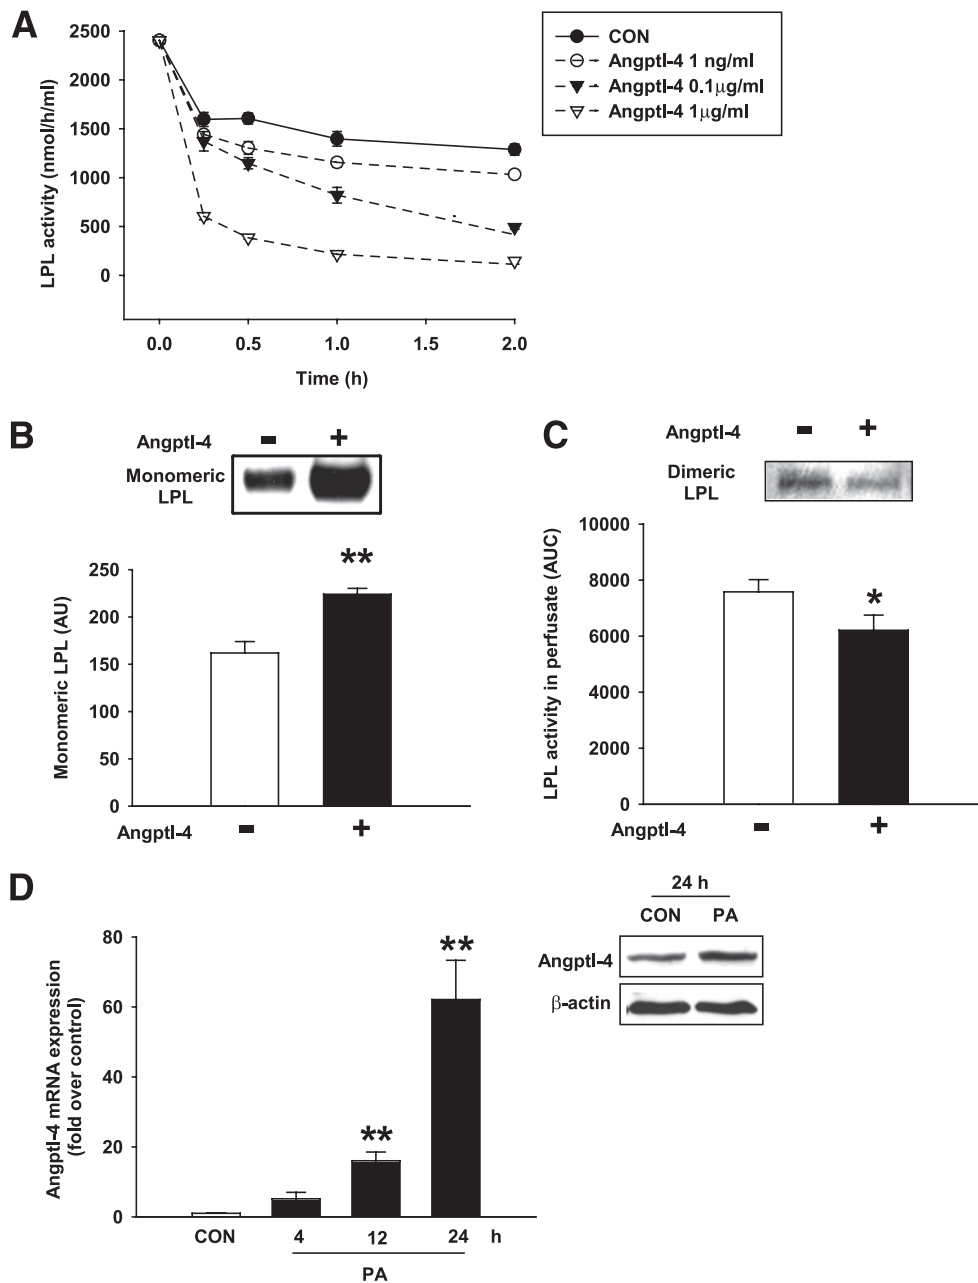 A
CON
Angptl-4 1 ng/ml
Angptl-4 0.1μg/ml
Angptl-4 1μg/ml
LPL activity (nmol/h/ml)
2500
2000
1500
1000
500
0
0.0 0.5 1.0 1.5 2.0
Time (h)
B
Angptl-4 - +
Monomeric
LPL
**
Monomeric LPL (AU)
250
200
150
100
50
0
Angptl-4 - +
C
Angptl-4 - +
Dimeric
LPL
*
LPL activity in perfusate (AUC)
10000
8000
6000
4000
2000
0
Angptl-4 - +
D
Angptl-4 mRNA expression
(fold over control)
80
60
40
20
0
**
**
CON 4 12 24 h
PA
24 h
CON PA
Angptl-4
β-actin